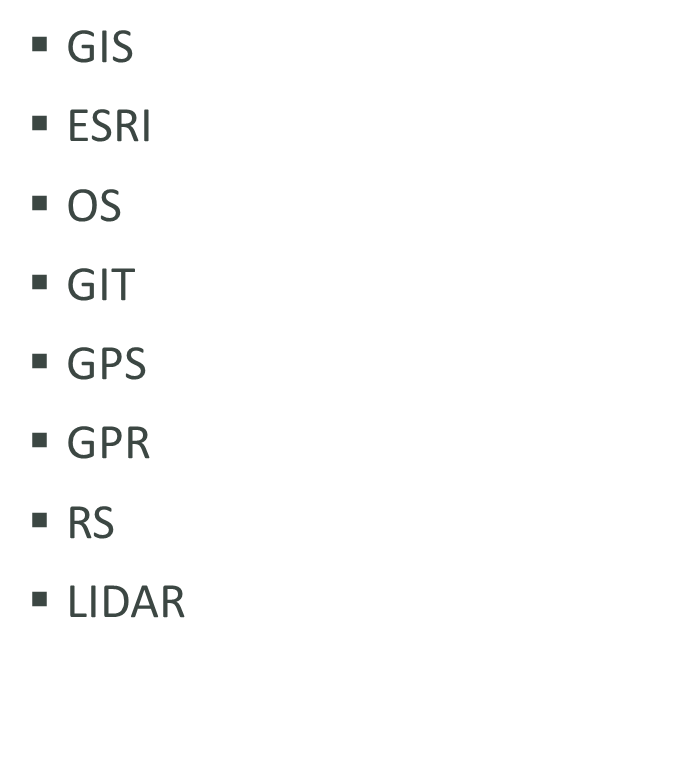 ▪ GIS
▪ ESRI
▪ OS
▪ GIT
▪ GPS
▪ GPR
▪ RS
▪ LIDAR